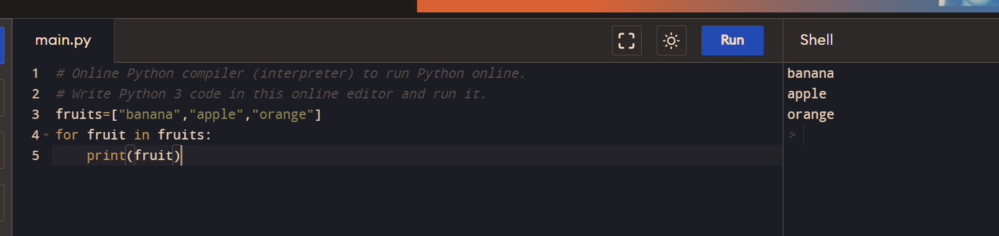 main.py
Run
Shell
1 # Online Python compiler (interpreter) to run Python online.
2 # Write Python 3 code in this online editor and run it.
3 fruits=["banana","apple","orange"]
4 for fruit in fruits:
5     print(fruit)
banana
apple
orange
>